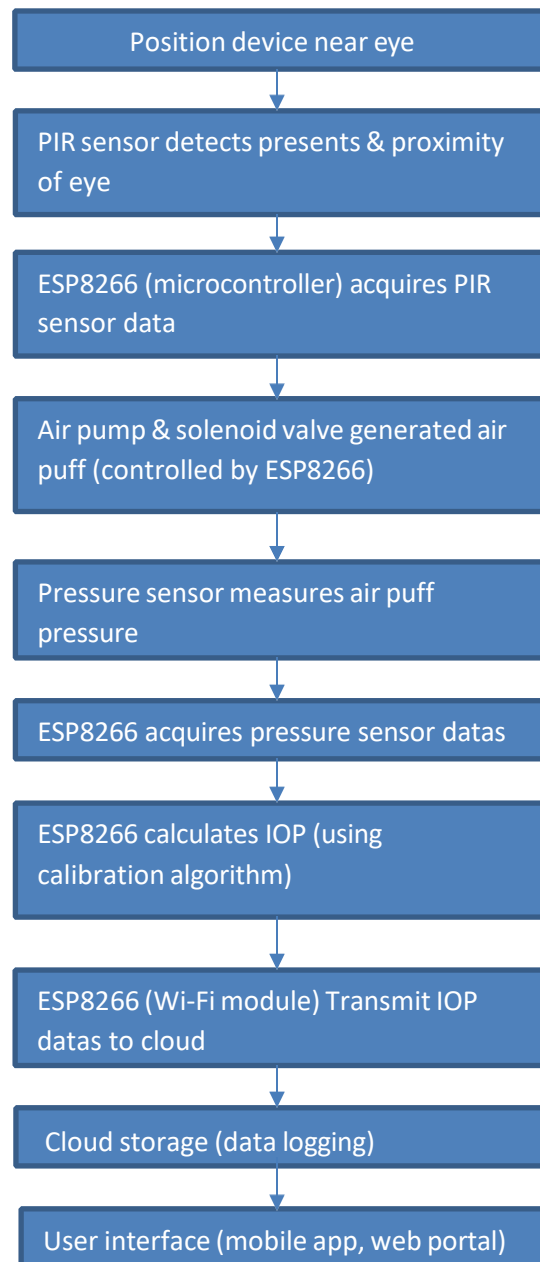 Position device near eye
PIR sensor detects presents & proximity
of eye
ESP8266 (microcontroller) acquires PIR
sensor data
Air pump & solenoid valve generated air
puff (controlled by ESP8266)
Pressure sensor measures air puff
pressure
ESP8266 acquires pressure sensor datas
ESP8266 calculates IOP (using
calibration algorithm)
ESP8266 (Wi-Fi module) Transmit IOP
datas to cloud
Cloud storage (data logging)
User interface (mobile app, web portal)